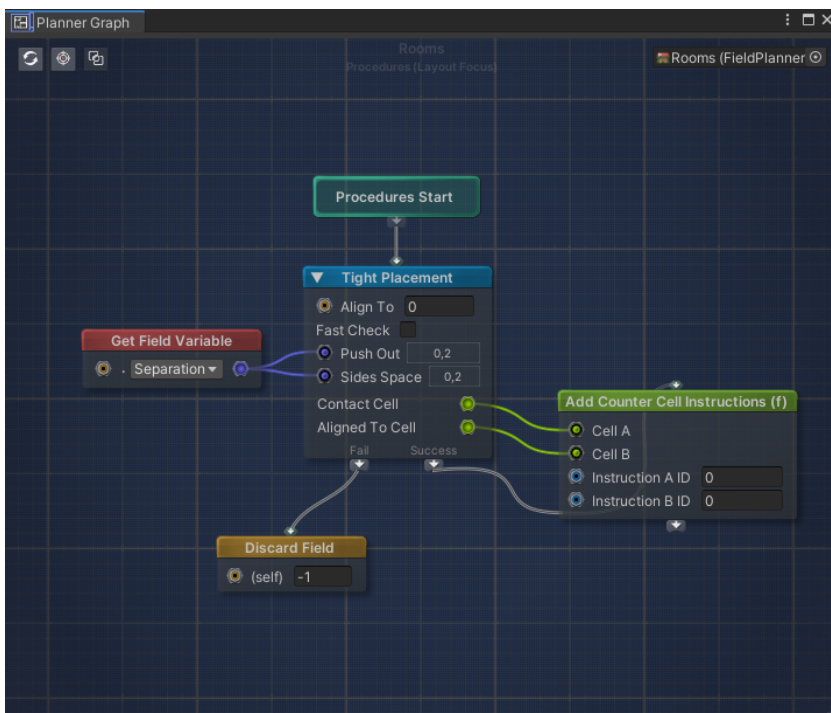 Planner Graph
Rooms
Procedures (Layout Focus)
Rooms (FieldPlanner
Procedures Start
Tight Placement
Align To 0
Fast Check
Get Field Variable
. Separation
Push Out 0,2
Sides Space 0,2
Contact Cell
Aligned To Cell
Fail Success
Add Counter Cell Instructions (f)
Cell A
Cell B
Instruction A ID 0
Instruction B ID 0
Discard Field
(self) -1